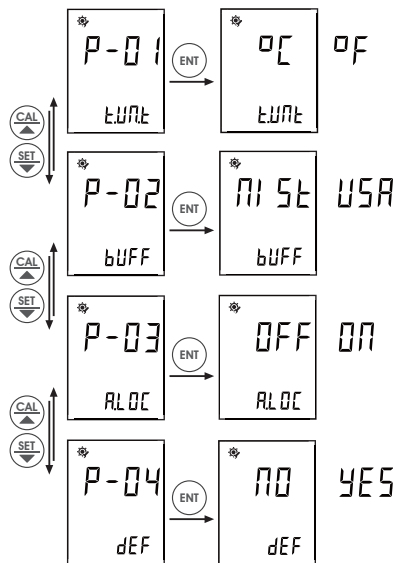 P-01 ENT °C °F
t.UNt t.UNt
CAL
SET
P-02 ENT NISt USA
bUFF bUFF
CAL
SET
P-03 ENT OFF ON
A.LOC A.LOC
CAL
SET
P-04 ENT NO YES
dEF dEF